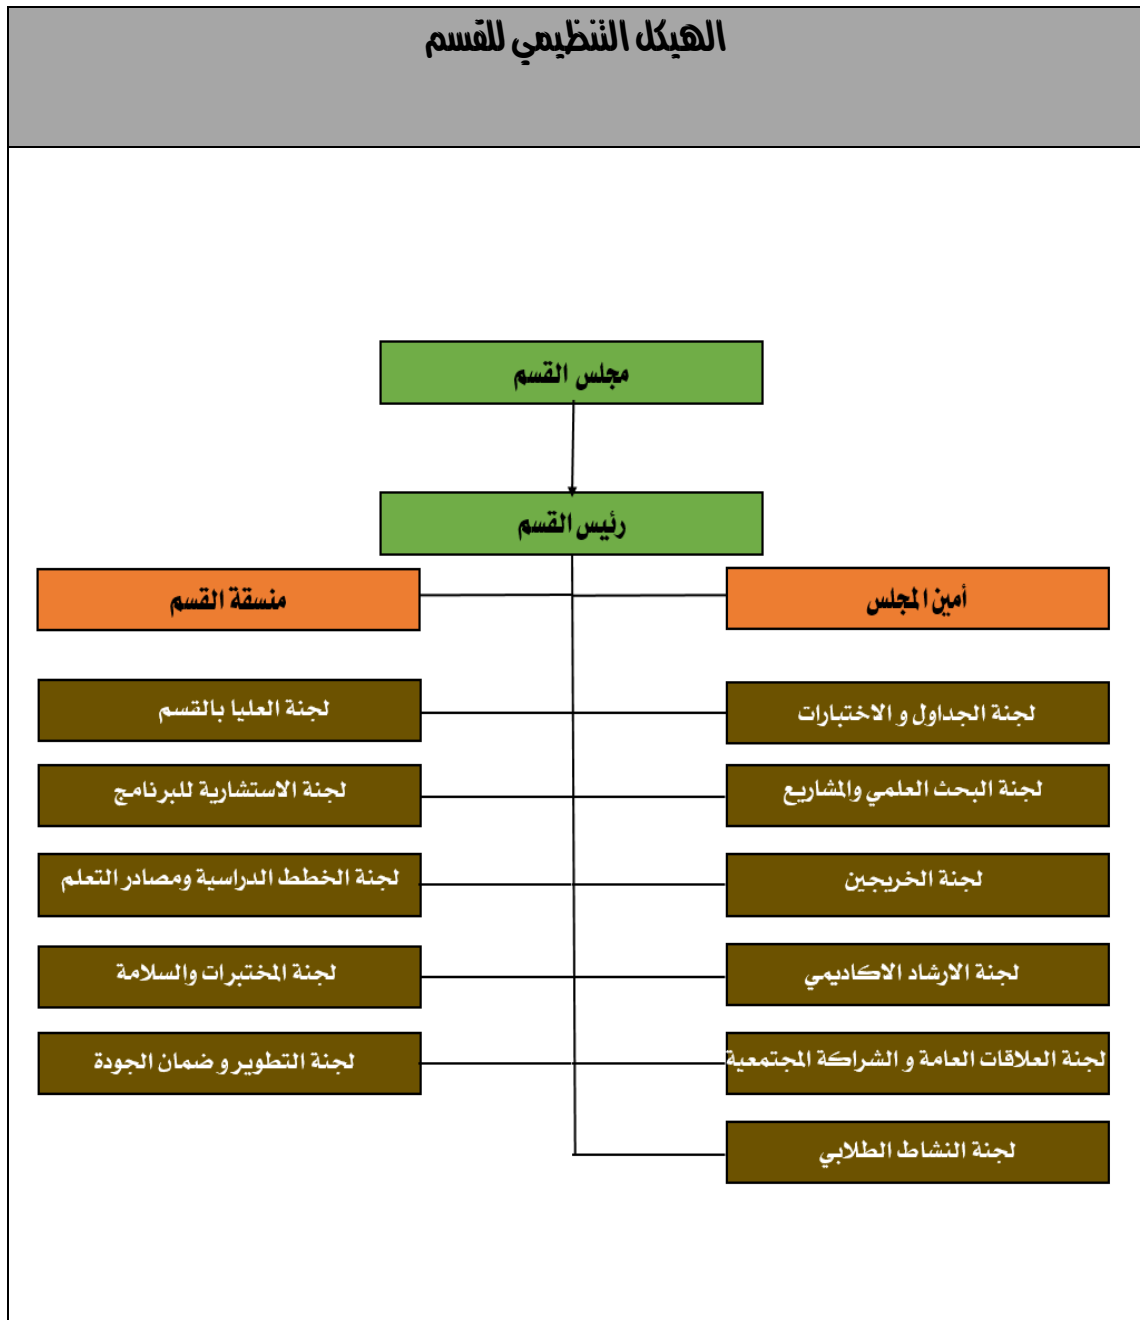 الهيكل التنظيمي للقسم
مجلس القسم
رئيس القسم
أمين المجلس
منسقة القسم
لجنة الجداول و الاختبارات
لجنة العليا بالقسم
لجنة البحث العلمي والمشاريع
لجنة الاستشارية للبرنامج
لجنة الخريجين
لجنة الخطط الدراسية ومصادر التعلم
لجنة الارشاد الاكاديمي
لجنة المختبرات والسلامة
لجنة العلاقات العامة و الشراكة المجتمعية
لجنة التطوير و ضمان الجودة
لجنة النشاط الطلابي